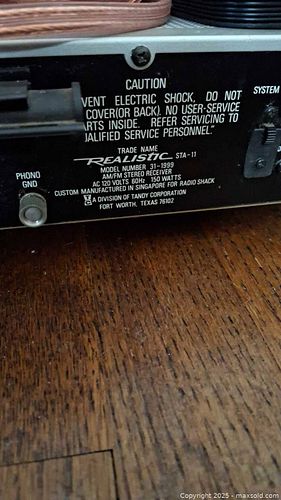 CAUTION
VENT ELECTRIC SHOCK, DO NOT
COVER(OR BACK). NO USER-SERVICE
ARTS INSIDE. REFER SERVICING TO
ALIFIED SERVICE PERSONNEL."
SYSTEM
TRADE NAME
REALISTIC STA-11
MODEL NUMBER 31-1999
AM/FM STEREO RECEIVER
AC 120 VOLTS 60Hz 150 WATTS
CUSTOM MANUFACTURED IN SINGAPORE FOR RADIO SHACK
A DIVISION OF TANDY CORPORATION
FORT WORTH, TEXAS 76102
PHONO
GND
Copyright © 2025 - maxsold.com